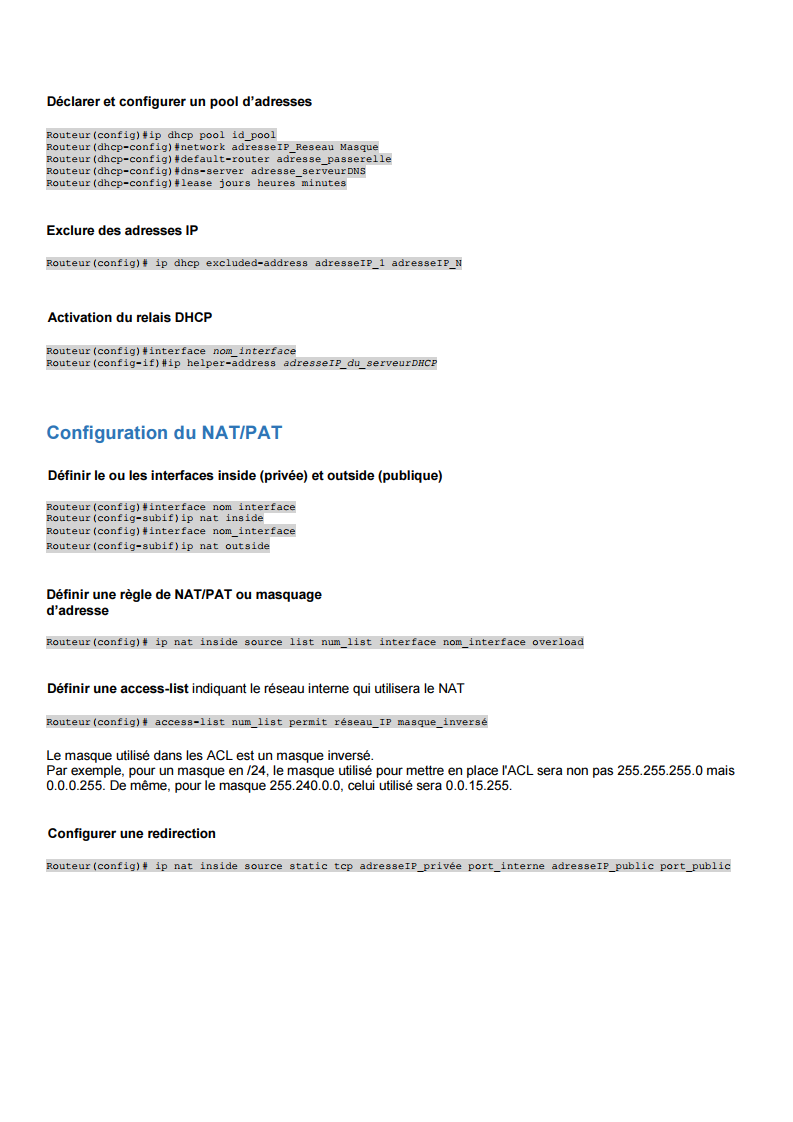 Déclarer et configurer un pool d’adresses
Routeur(config)#ip dhcp pool id_pool
Routeur(dhcp-config)#network adresseIP_Reseau Masque
Routeur(dhcp-config)#default-router adresse_passerelle
Routeur(dhcp-config)#dns-server adresse_serveurDNS
Routeur(dhcp-config)#lease jours heures minutes
Exclure des adresses IP
Routeur(config)# ip dhcp excluded-address adresseIP_1 adresseIP_N
Activation du relais DHCP
Routeur(config)#interface nom_interface
Routeur(config-if)#ip helper-address adresseIP_du_serveurDHCP
Configuration du NAT/PAT
Définir le ou les interfaces inside (privée) et outside (publique)
Routeur(config)#interface nom interface
Routeur(config-subif)ip nat inside
Routeur(config)#interface nom_interface
Routeur(config-subif)ip nat outside
Définir une règle de NAT/PAT ou masquage
d’adresse
Routeur(config)# ip nat inside source list num_list interface nom_interface overload
Définir une access-list indiquant le réseau interne qui utilisera le NAT
Routeur(config)# access-list num_list permit réseau_IP masque_inversé
Le masque utilisé dans les ACL est un masque inversé.
Par exemple, pour un masque en /24, le masque utilisé pour mettre en place l'ACL sera non pas 255.255.255.0 mais
0.0.0.255. De même, pour le masque 255.240.0.0, celui utilisé sera 0.0.15.255.
Configurer une redirection
Routeur(config)# ip nat inside source static tcp adresseIP_privée port_interne adresseIP_public port_public